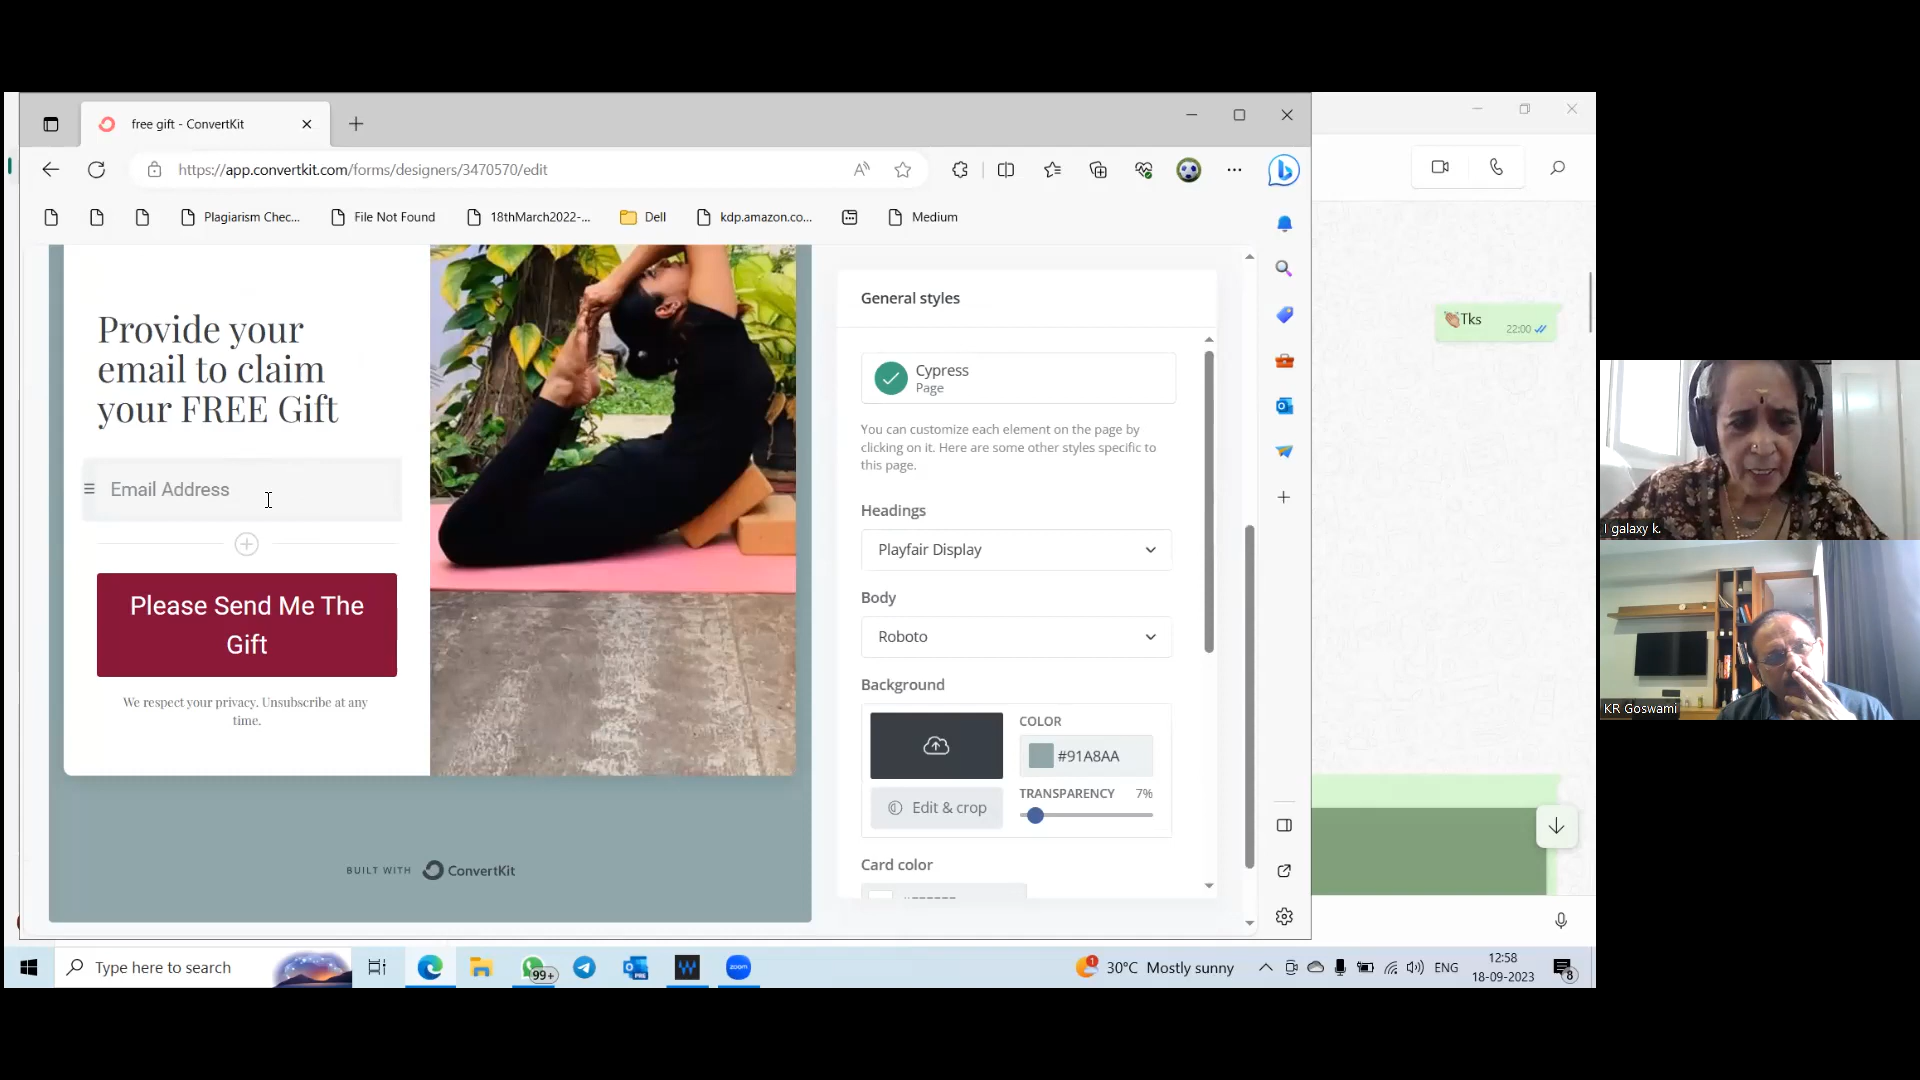 free gift - ConvertKit
https://app.convertkit.com/forms/designers/3470570/edit
Plagiarism Chec...
File Not Found
18thMarch2022-...
Dell
kdp.amazon.co...
Medium
Provide your
email to claim
your FREE Gift
Email Address
Please Send Me The
Gift
We respect your privacy. Unsubscribe at any
time.
BUILT WITH ConvertKit
General styles
Cypress
Page
You can customize each element on the page by
clicking on it. Here are some other styles specific to
this page.
Headings
Playfair Display
Body
Roboto
Background
COLOR
#91A8AA
TRANSPARENCY 7%
Edit & crop
Card color
Tks
22:00
I galaxy k.
KR Goswami
Type here to search
99+
zoom
1
30°C Mostly sunny
ENG
12:58
18-09-2023
8